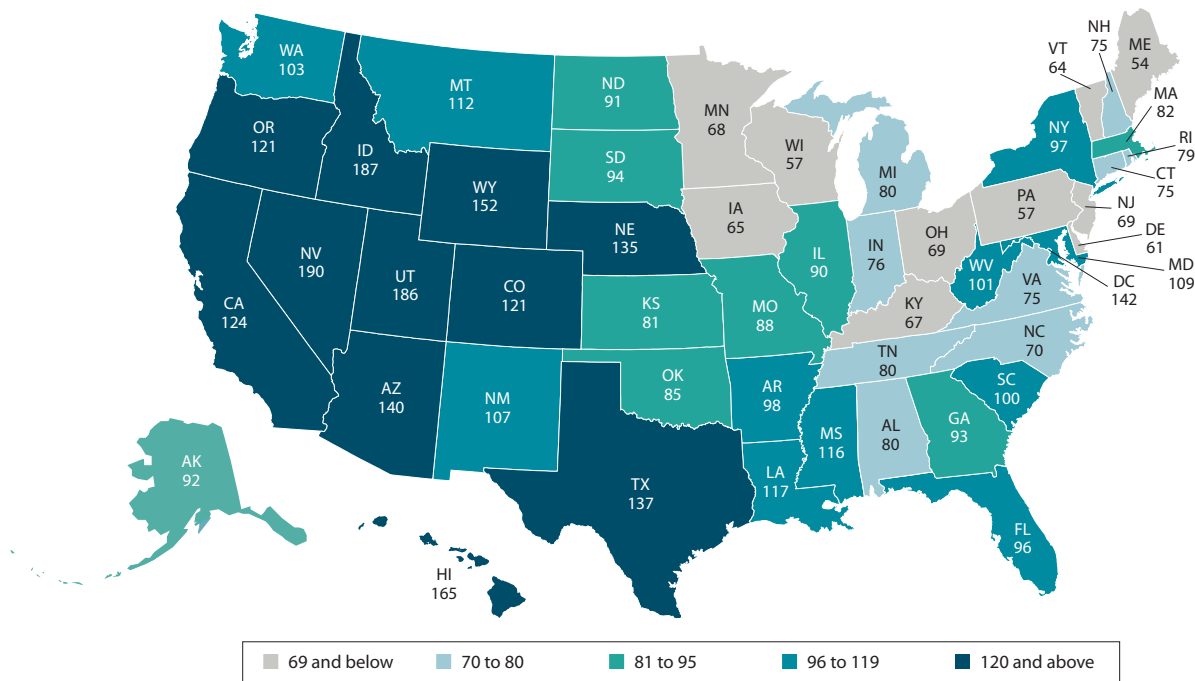 WA
103
MT
112
ND
91
MN
68
VT
64
NH
75
ME
54
MA
82
RI
79
CT
75
NY
97
OR
121
ID
187
SD
94
WI
57
MI
80
WY
152
PA
57
NJ
69
IA
65
NE
135
OH
69
DE
61
IL
90
IN
76
MD
109
WV
101
DC
142
NV
190
UT
186
CO
121
VA
75
CA
124
KS
81
MO
88
KY
67
NC
70
TN
80
AZ
140
NM
107
OK
85
AR
98
SC
100
MS
116
AL
80
GA
93
AK
92
TX
137
LA
117
FL
96
HI
165
69 and below
70 to 80
81 to 95
96 to 119
120 and above